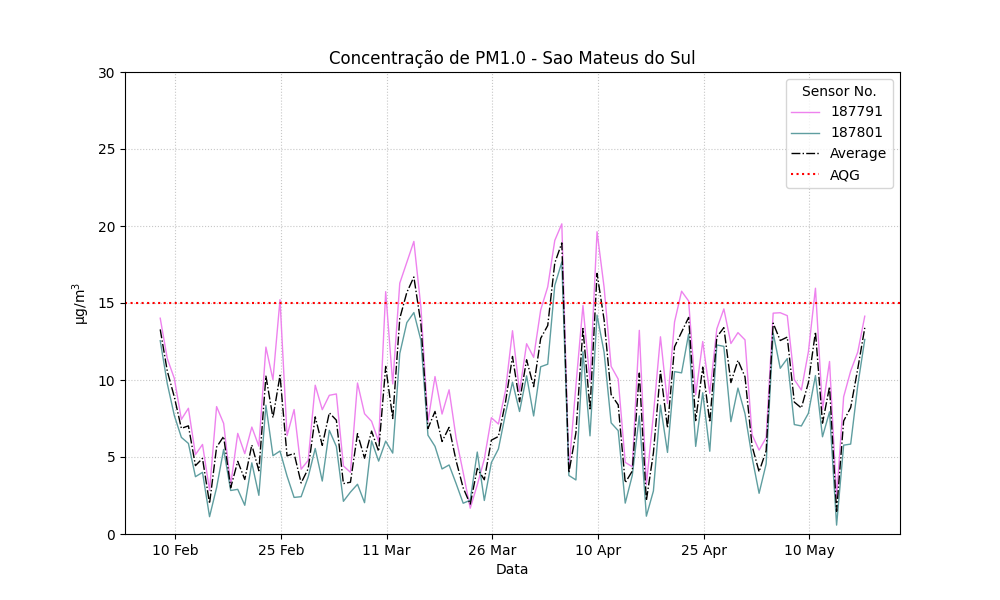 Concentração de PM1.0 - Sao Mateus do Sul
30
25
20
15
10
5
0
µg/m³
Sensor No.
187791
187801
Average
AQG
10 Feb
25 Feb
11 Mar
26 Mar
10 Apr
25 Apr
10 May
Data